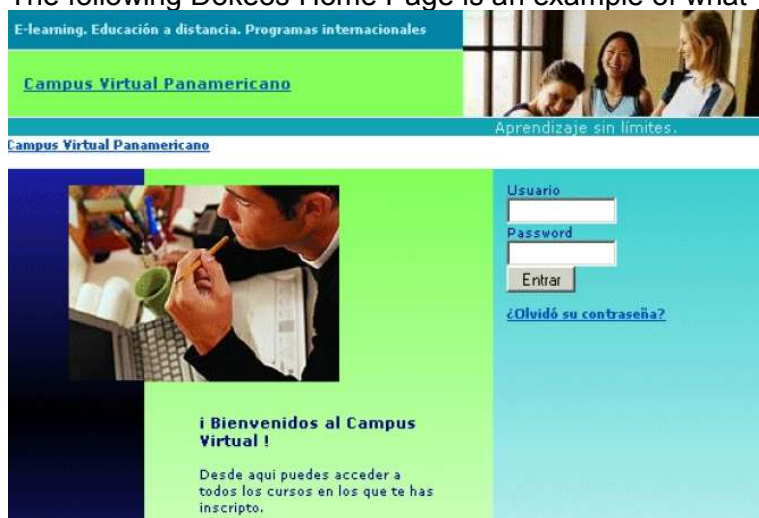 The following Dokeos Home Page is an example of what
E-learning. Educación a distancia. Programas internacionales
Campus Virtual Panamericano
Aprendizaje sin límites.
Campus Virtual Panamericano
Usuario
Password
Entrar
¿Olvidó su contraseña?
¡ Bienvenidos al Campus
Virtual !
Desde aqui puedes acceder a
todos los cursos en los que te has
inscripto.